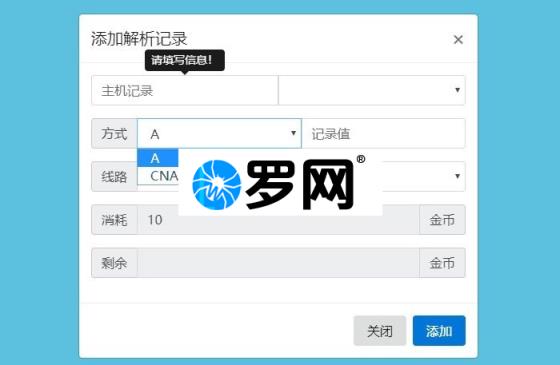 添加解析记录 ×
请填写信息！
主机记录
方式 A 记录值
A
线路 CNA
罗网®
消耗 10 金币
剩余 金币
关闭 添加